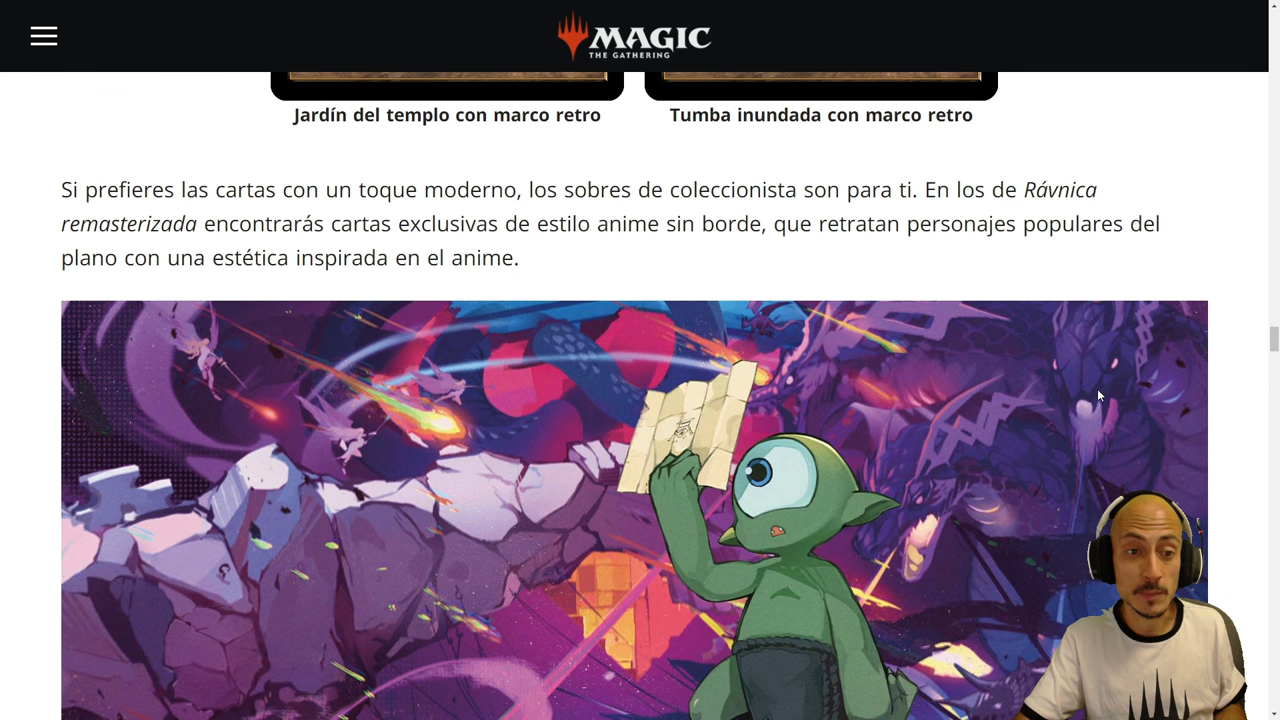 MAGIC
THE GATHERING
Jardín del templo con marco retro
Tumba inundada con marco retro
Si prefieres las cartas con un toque moderno, los sobres de coleccionista son para ti. En los de Rávnica
remasterizada encontrarás cartas exclusivas de estilo anime sin borde, que retratan personajes populares del
plano con una estética inspirada en el anime.